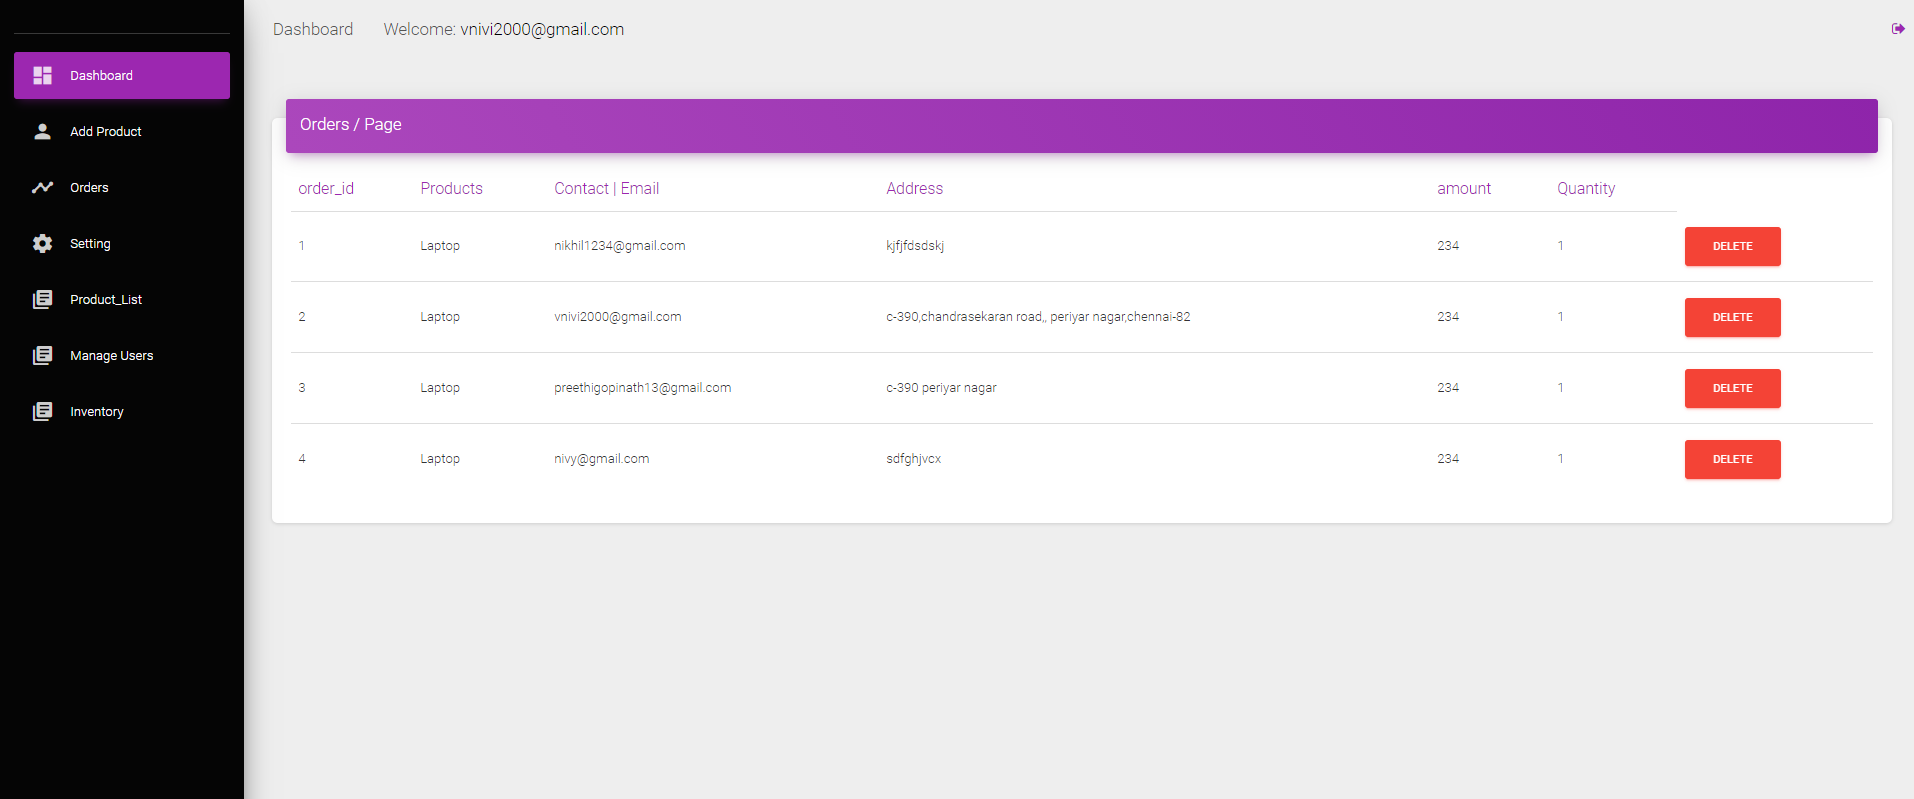 Dashboard
Add Product
Orders
Setting
Product_List
Manage Users
Inventory
Dashboard Welcome: vnivi2000@gmail.com
Orders / Page
order_id Products Contact | Email Address amount Quantity
1 Laptop nikhil1234@gmail.com kjfjfdsdskj 234 1 DELETE
2 Laptop vnivi2000@gmail.com c-390,chandrasekaran road,, periyar nagar,chennai-82 234 1 DELETE
3 Laptop preethigopinath13@gmail.com c-390 periyar nagar 234 1 DELETE
4 Laptop nivy@gmail.com sdfghjvcx 234 1 DELETE